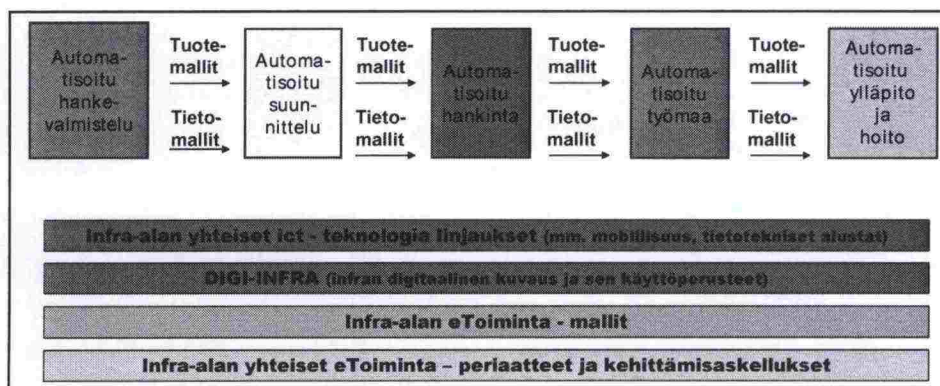 Automa-
tisoitu
hanke-
valmistelu
Tuote-
mallit
Tieto-
mallit
Automa-
tisoitu
suun-
nittelu
Tuote-
mallit
Tieto-
mallit
Automa-
tisoitu
hankinta
Tuote-
mallit
Tieto-
mallit
Automa-
tisoitu
työmaa
Tuote-
mallit
Tieto-
mallit
Automa-
tisoitu
ylläpito
ja
hoito
Infra-alan yhteiset ict - teknologia linjaukset (mm. mobiilisuus, tietotekniset alustat)
DIGI-INFRA (infran digitaalinen kuvaus ja sen käyttöperusteet)
Infra-alan eToiminta - mallit
Infra-alan yhteiset eToiminta – periaatteet ja kehittämisaskellukset